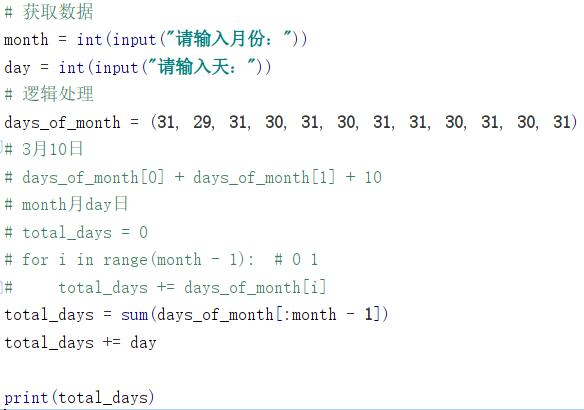 # 获取数据
month = int(input("请输入月份："))
day = int(input("请输入天："))
# 逻辑处理
days_of_month = (31, 29, 31, 30, 31, 30, 31, 31, 30, 31, 30, 31)
# 3月10日
# days_of_month[0] + days_of_month[1] + 10
# month月day日
# total_days = 0
# for i in range(month - 1):  # 0 1
#     total_days += days_of_month[i]
total_days = sum(days_of_month[:month - 1])
total_days += day
print(total_days)